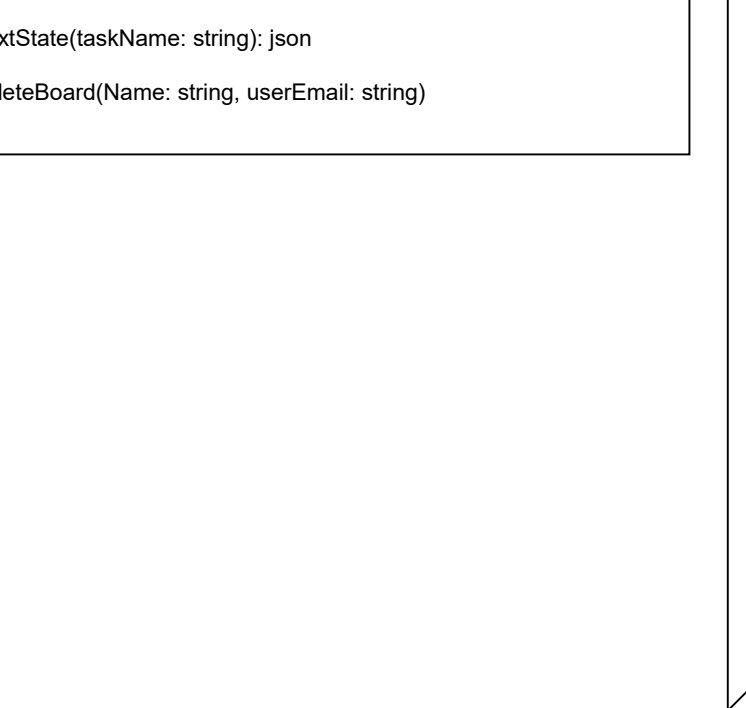 xtState(taskName: string): json
leteBoard(Name: string, userEmail: string)